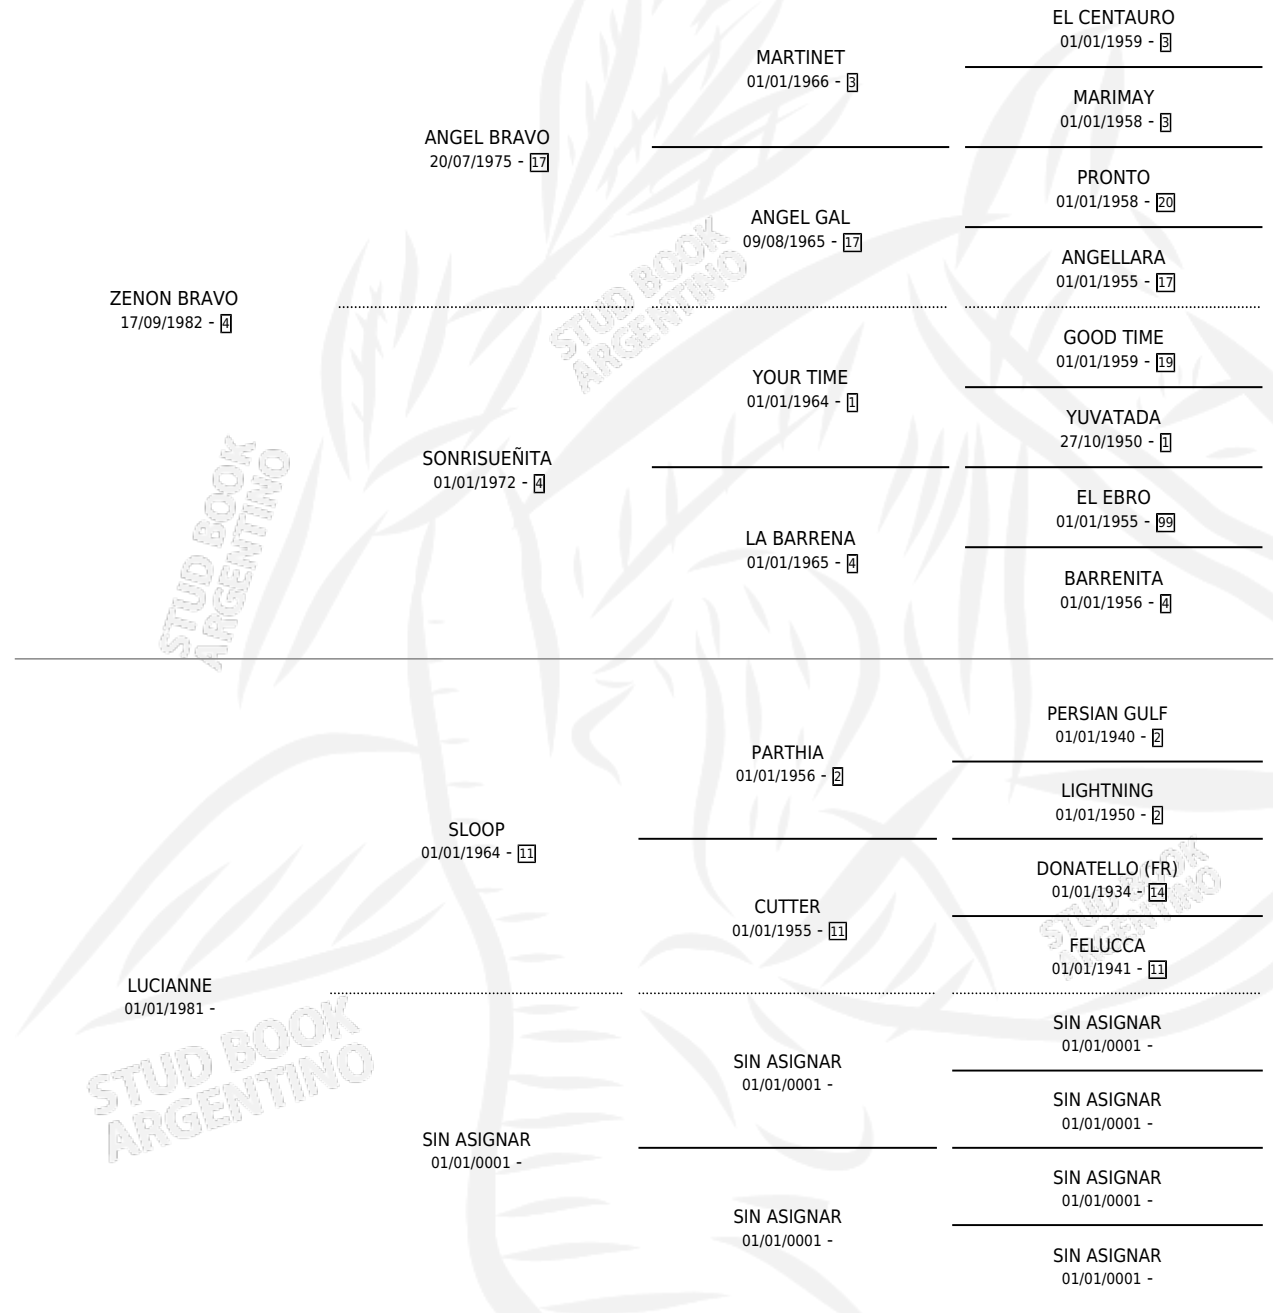 EL CENTAURO
01/01/1959 - 3
MARTINET
01/01/1966 - 3
MARIMAY
01/01/1958 - 3
ANGEL BRAVO
20/07/1975 - 17
PRONTO
01/01/1958 - 20
ANGEL GAL
09/08/1965 - 17
ANGELLARA
01/01/1955 - 17
ZENON BRAVO
17/09/1982 - 4
GOOD TIME
01/01/1959 - 19
YOUR TIME
01/01/1964 - 1
YUVATADA
27/10/1950 - 1
SONRISUEÑITA
01/01/1972 - 4
EL EBRO
01/01/1955 - 99
LA BARRENA
01/01/1965 - 4
BARRENITA
01/01/1956 - 4
STUD BOOK
ARGENTINO
STUD BOOK
ARGENTINO
PERSIAN GULF
01/01/1940 - 2
PARTHIA
01/01/1956 - 2
LIGHTNING
01/01/1950 - 2
SLOOP
01/01/1964 - 11
DONATELLO (FR)
01/01/1934 - 14
CUTTER
01/01/1955 - 11
FELUCCA
01/01/1941 - 11
LUCIANNE
01/01/1981 -
SIN ASIGNAR
01/01/0001 -
SIN ASIGNAR
01/01/0001 -
SIN ASIGNAR
01/01/0001 -
SIN ASIGNAR
01/01/0001 -
SIN ASIGNAR
01/01/0001 -
SIN ASIGNAR
01/01/0001 -
SIN ASIGNAR
01/01/0001 -
STUD BOOK
ARGENTINO
STUD BOOK
ARGENTINO